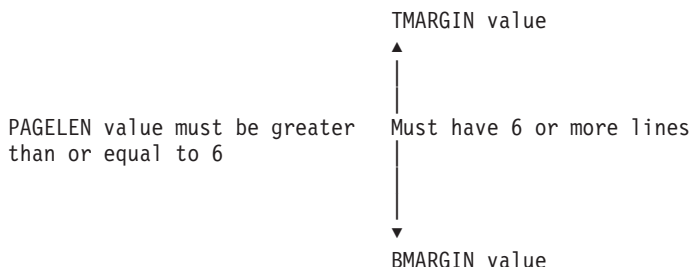 TMARGIN value
PAGELEN value must be greater
than or equal to 6
Must have 6 or more lines
BMARGIN value